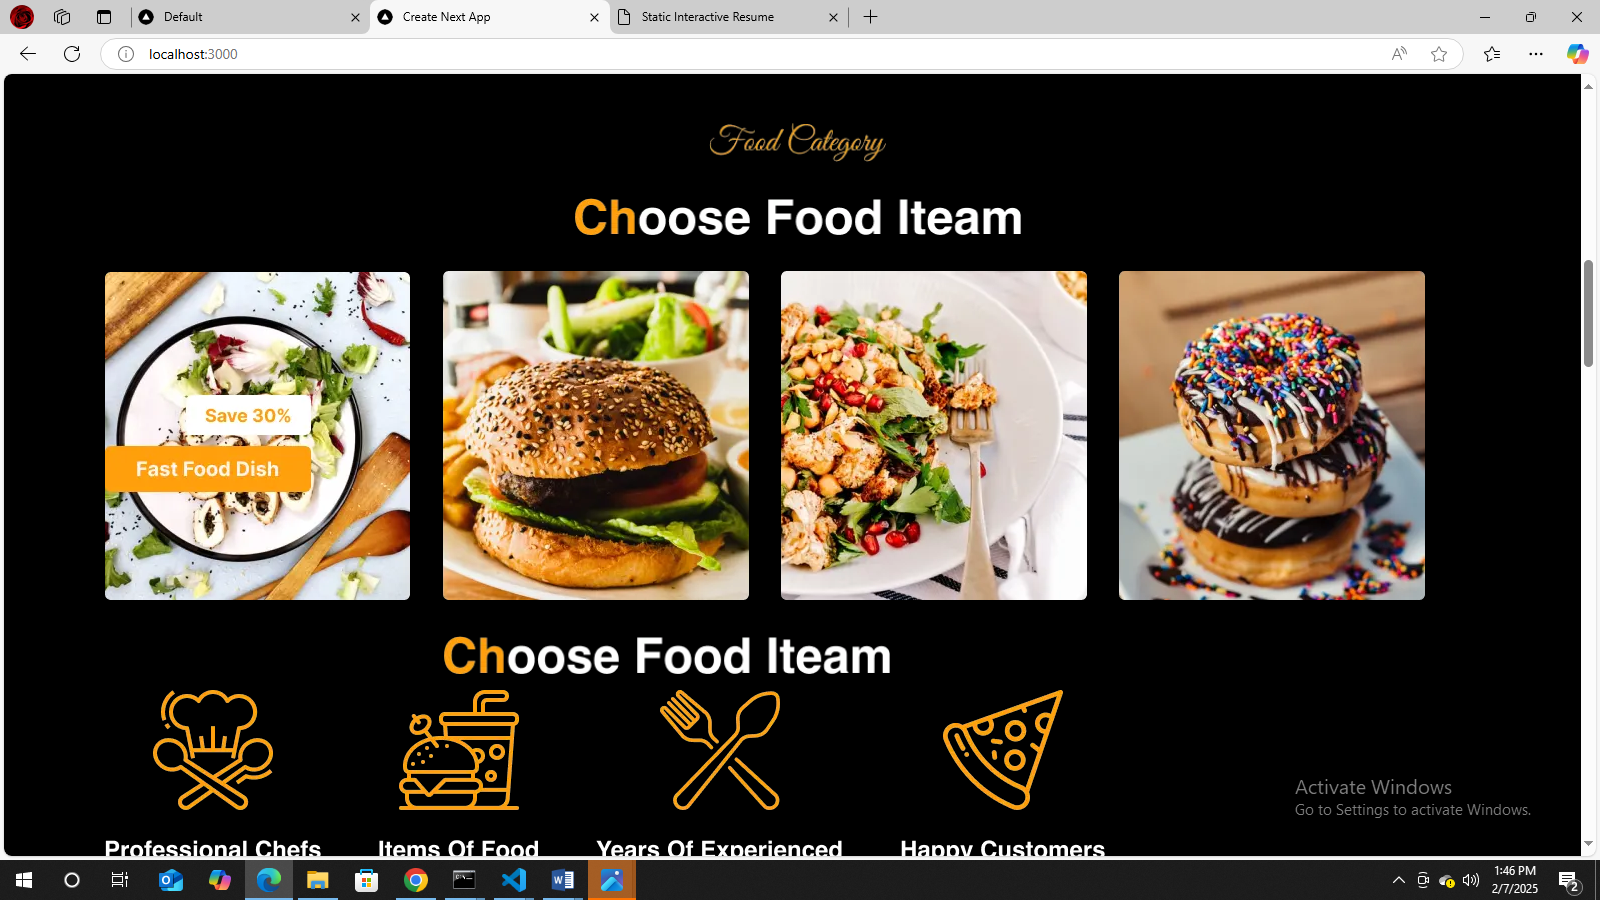 Default
Create Next App
Static Interactive Resume
localhost:3000
Food Category
Choose Food Iteam
Save 30%
Fast Food Dish
Choose Food Iteam
Professional Chefs
Items Of Food
Years Of Experienced
Happy Customers
Activate Windows
Go to Settings to activate Windows.
1:46 PM
2/7/2025
2